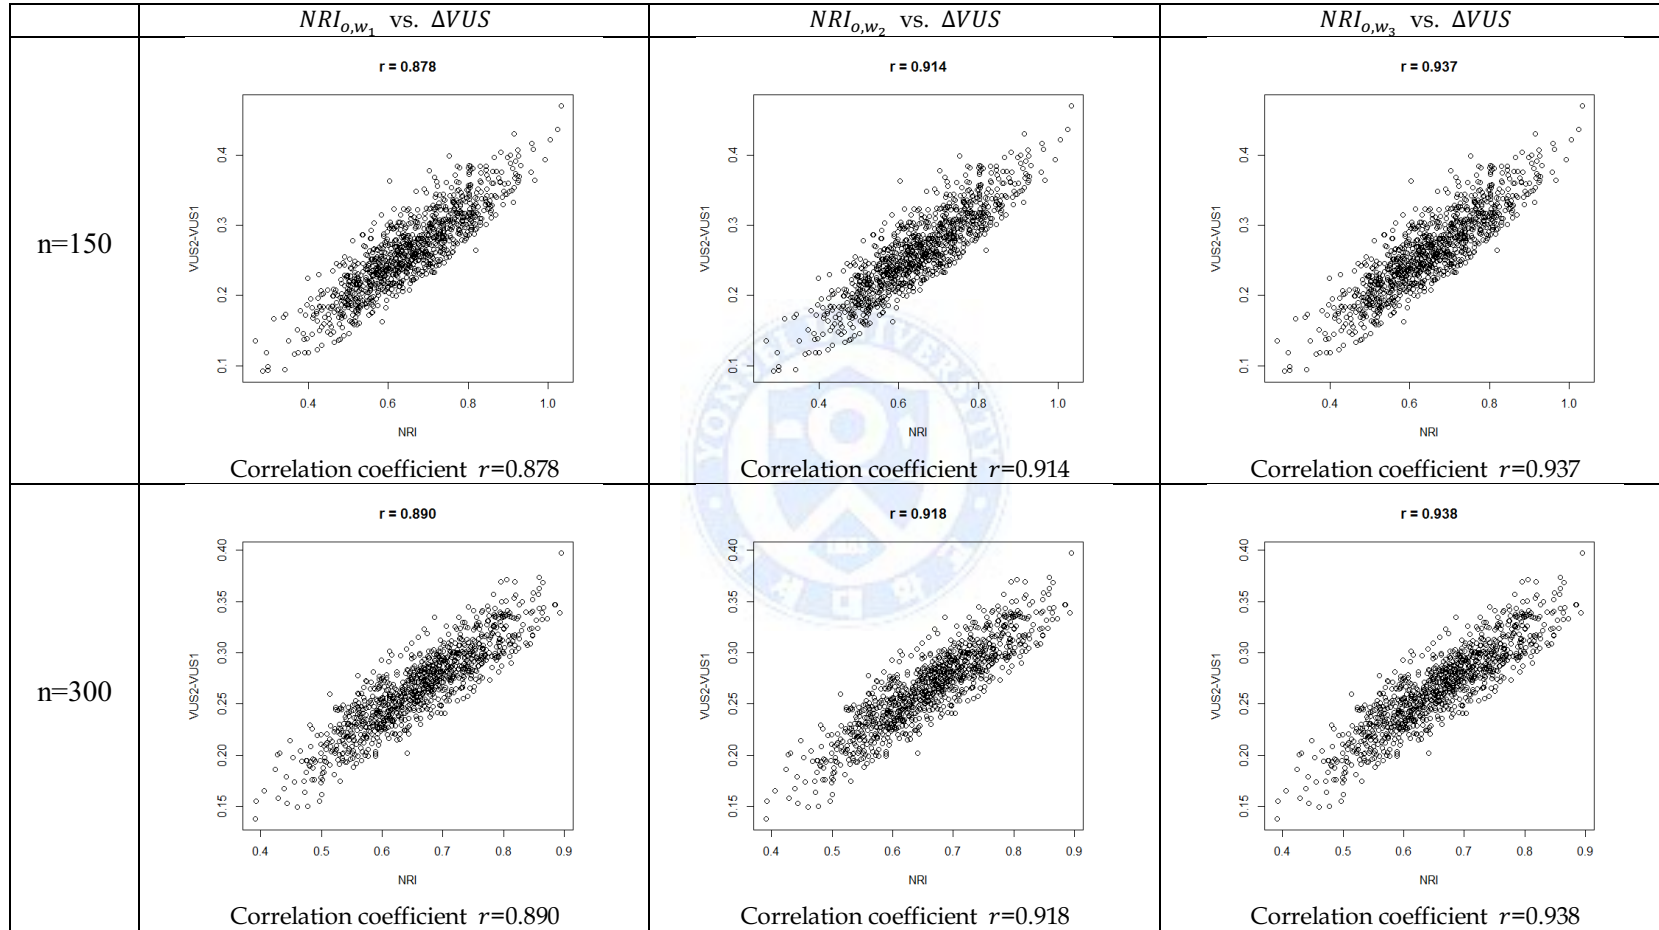 NRIo,w1 vs. ΔVUS
NRIo,w2 vs. ΔVUS
NRIo,w3 vs. ΔVUS
n=150
r = 0.878
VUS2-VUS1
0.4
0.3
0.2
0.1
0.4 0.6 0.8 1.0
NRI
Correlation coefficient r=0.878
r = 0.914
VUS2-VUS1
0.4
0.3
0.2
0.1
0.4 0.6 0.8 1.0
NRI
Correlation coefficient r=0.914
r = 0.937
VUS2-VUS1
0.4
0.3
0.2
0.1
0.4 0.6 0.8 1.0
NRI
Correlation coefficient r=0.937
n=300
r = 0.890
VUS2-VUS1
0.40
0.35
0.30
0.25
0.20
0.15
0.4 0.5 0.6 0.7 0.8 0.9
NRI
Correlation coefficient r=0.890
r = 0.918
VUS2-VUS1
0.40
0.35
0.30
0.25
0.20
0.15
0.4 0.5 0.6 0.7 0.8 0.9
NRI
Correlation coefficient r=0.918
r = 0.938
VUS2-VUS1
0.40
0.35
0.30
0.25
0.20
0.15
0.4 0.5 0.6 0.7 0.8 0.9
NRI
Correlation coefficient r=0.938
YONSEI UNIVERSITY